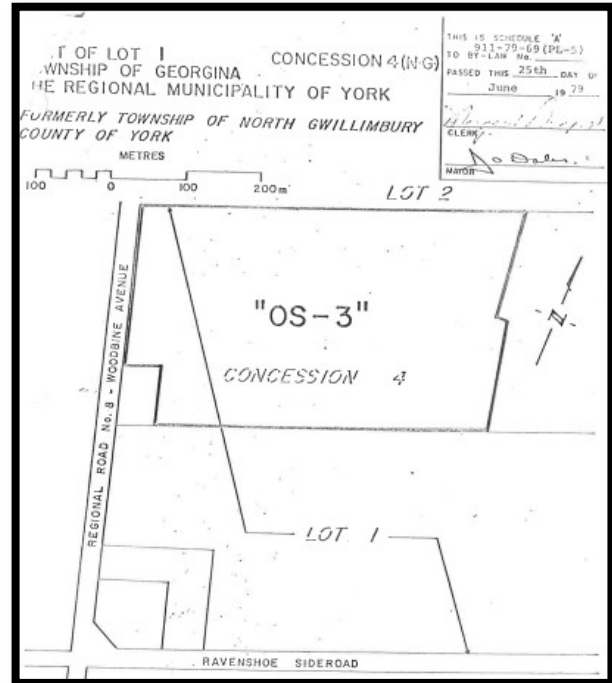 .T OF LOT 1 CONCESSION 4(N·G)
.WNSHIP OF GEORGINA
HE REGIONAL MUNICIPALITY OF YORK
FORMERLY TOWNSHIP OF NORTH GWILLIMBURY
COUNTY OF YORK
THIS IS SCHEDULE 'A'
911-79-69(PL-5)
TO BY-LAW No.
PASSED THIS 25th DAY OF
June 19 79
CLERK
MAYOR
METRES
100 0 100 200m
LOT 2
"OS-3"
CONCESSION 4
N
REGIONAL ROAD No. 8 - WOODBINE AVENUE
LOT 1
RAVENSHOE SIDEROAD